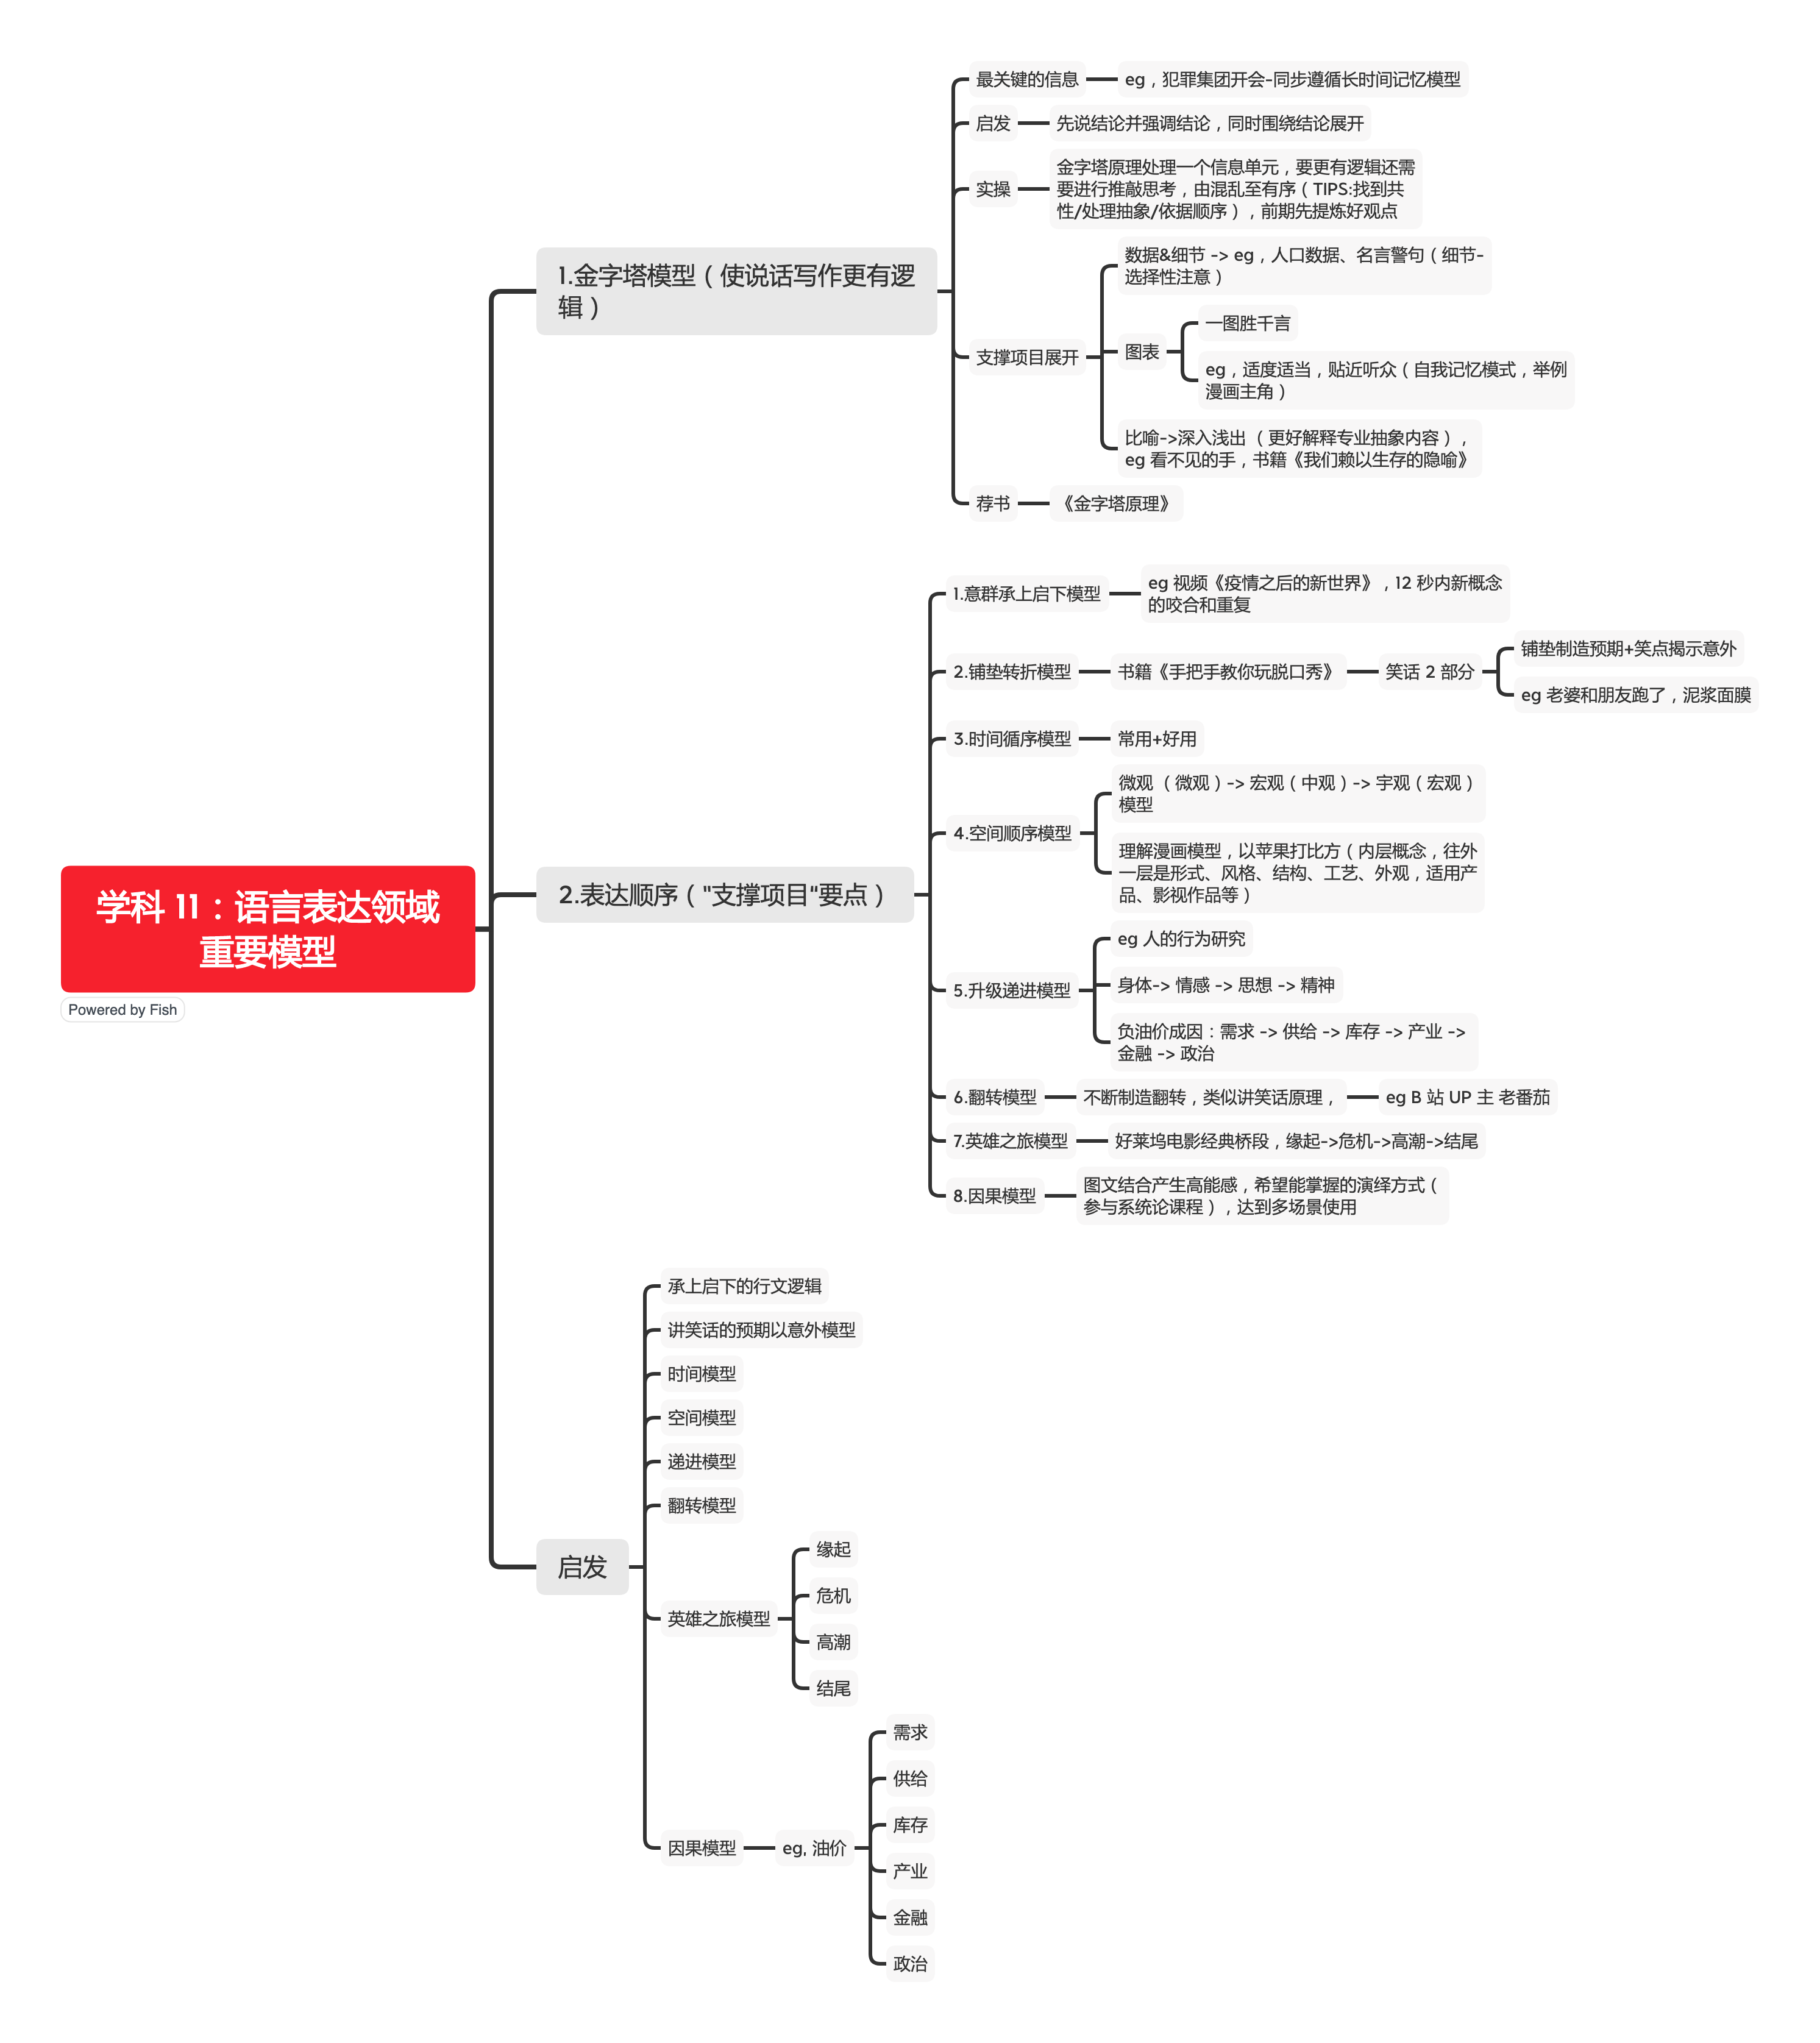 学科 11：语言表达领域
重要模型
Powered by Fish
1.金字塔模型（使说话写作更有逻
辑）
最关键的信息
eg，犯罪集团开会-同步遵循长时间记忆模型
启发
先说结论并强调结论，同时围绕结论展开
实操
金字塔原理处理一个信息单元，要更有逻辑还需
要进行推敲思考，由混乱至有序（TIPS:找到共
性/处理抽象/依据顺序），前期先提炼好观点
支撑项目展开
数据&细节 -> eg，人口数据、名言警句（细节-
选择性注意）
图表
一图胜千言
eg，适度适当，贴近听众（自我记忆模式，举例
漫画主角）
比喻->深入浅出 （更好解释专业抽象内容），
eg 看不见的手，书籍《我们赖以生存的隐喻》
荐书
《金字塔原理》
2.表达顺序（"支撑项目“要点）
1.意群承上启下模型
eg 视频《疫情之后的新世界》，12 秒内新概念
的咬合和重复
2.铺垫转折模型
书籍《手把手教你玩脱口秀》
笑话 2 部分
铺垫制造预期+笑点揭示意外
eg 老婆和朋友跑了，泥浆面膜
3.时间循序模型
常用+好用
4.空间顺序模型
微观 （微观）-> 宏观（中观）-> 宇观（宏观）
模型
理解漫画模型，以苹果打比方（内层概念，往外
一层是形式、风格、结构、工艺、外观，适用产
品、影视作品等）
5.升级递进模型
eg 人的行为研究
身体-> 情感 -> 思想 -> 精神
负油价成因：需求 -> 供给 -> 库存 -> 产业 ->
金融 -> 政治
6.翻转模型
不断制造翻转，类似讲笑话原理，
eg B 站 UP 主 老番茄
7.英雄之旅模型
好莱坞电影经典桥段，缘起->危机->高潮->结尾
8.因果模型
图文结合产生高能感，希望能掌握的演绎方式（
参与系统论课程），达到多场景使用
启发
承上启下的行文逻辑
讲笑话的预期以意外模型
时间模型
空间模型
递进模型
翻转模型
英雄之旅模型
缘起
危机
高潮
结尾
因果模型
eg, 油价
需求
供给
库存
产业
金融
政治